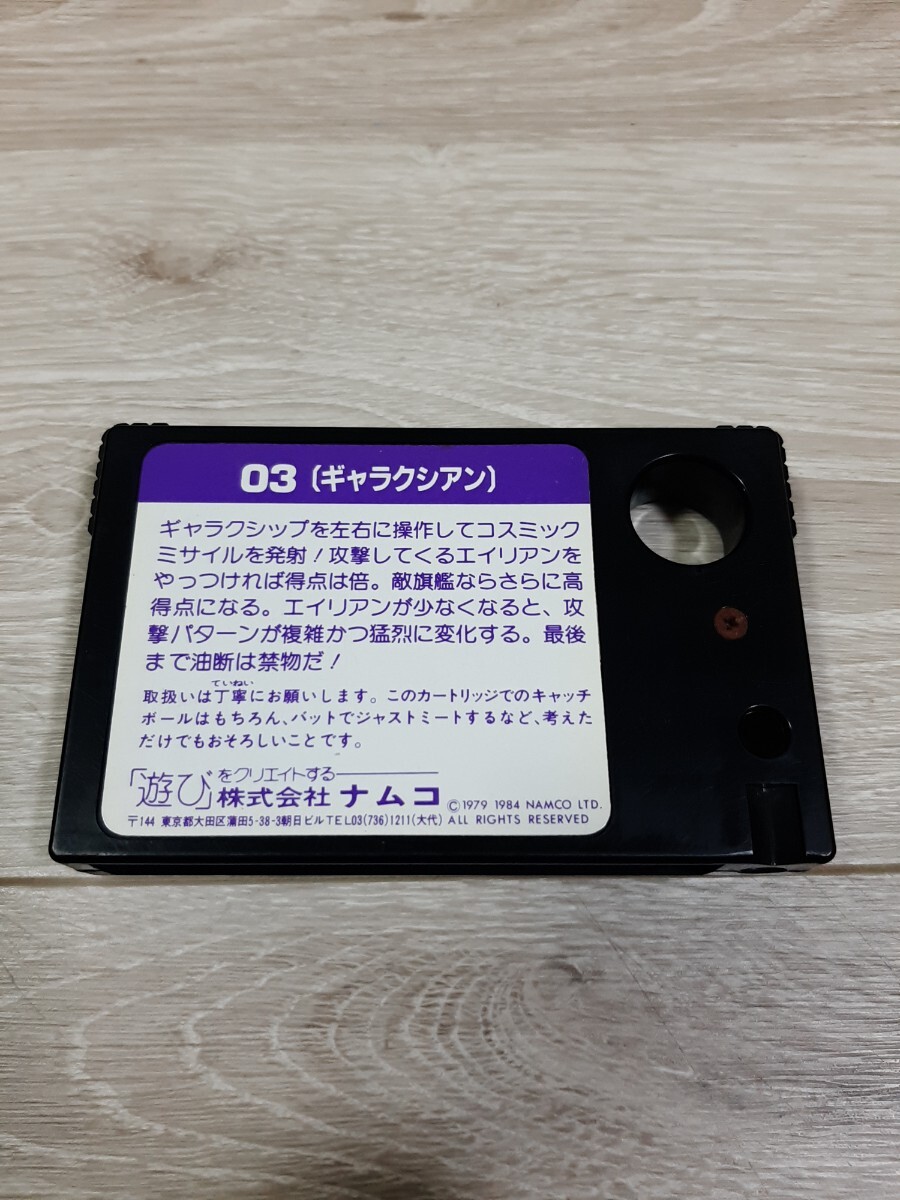 03 〔ギャラクシアン〕
ギャラクシップを左右に操作してコスミック
ミサイルを発射！攻撃してくるエイリアンを
やっつければ得点は倍。敵旗艦ならさらに高
得点になる。エイリアンが少なくなると、攻
撃パターンが複雑かつ猛烈に変化する。最後
まで油断は禁物だ！
ていねい
取扱いは丁寧にお願いします。このカートリッジでのキャッチ
ボールはもちろん、バットでジャストミートするなど、考えた
だけでもおそろしいことです。
「遊び」をクリエイトする
株式会社 ナムコ ©1979 1984 NAMCO LTD.
〒144 東京都大田区蒲田5-38-3朝日ビルTEL03(736)1211(大代) ALL RIGHTS RESERVED